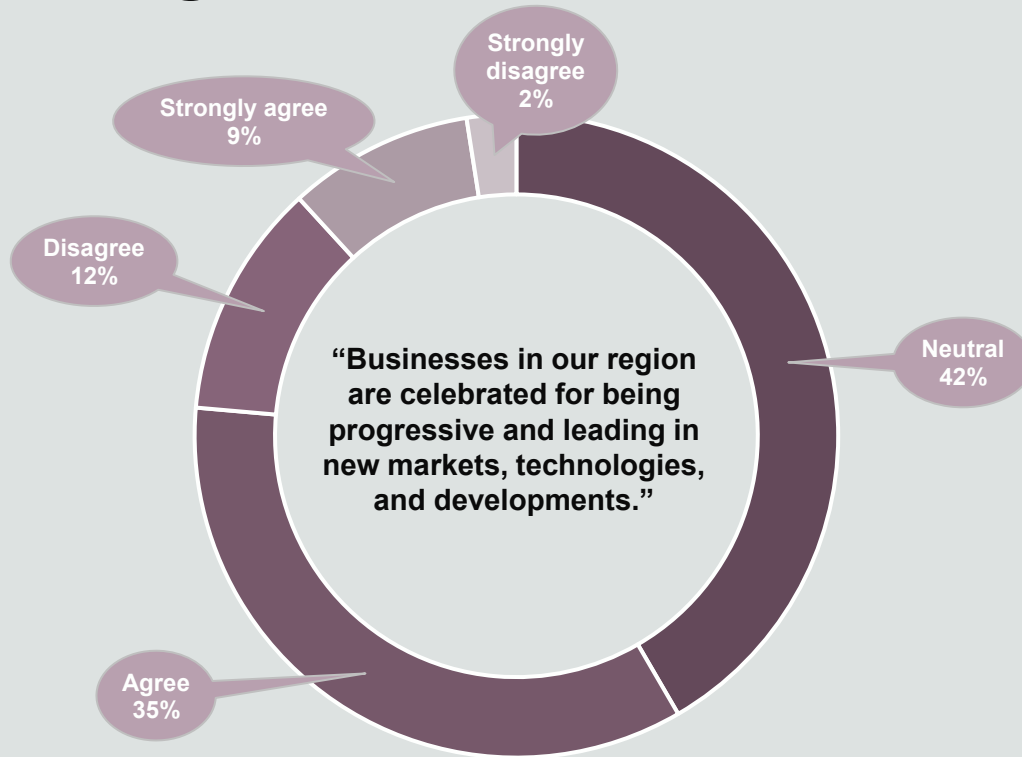 Strongly
disagree
2%
Strongly agree
9%
Disagree
12%
Neutral
42%
“Businesses in our region
are celebrated for being
progressive and leading in
new markets, technologies,
and developments.”
Agree
35%